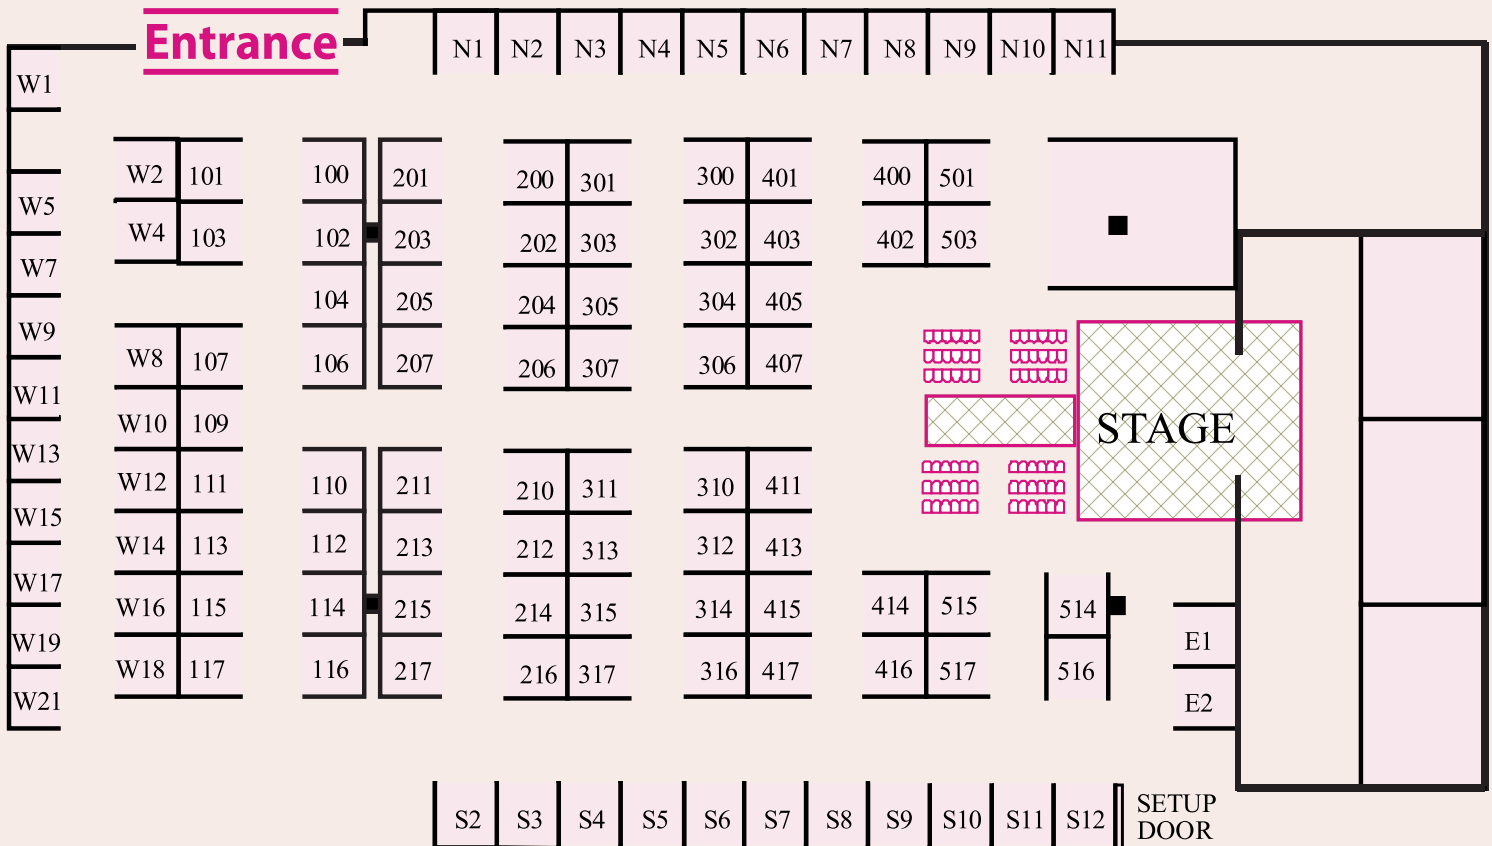 Entrance
N1 N2 N3 N4 N5 N6 N7 N8 N9 N10 N11
W1
W2 101 100 201 200 301 300 401 400 501
W5
W4 103 102 203 202 303 302 403 402 503
W7
104 205 204 305 304 405
W9
W8 107 106 207 206 307 306 407
W11
W10 109 STAGE
W13
W12 111 110 211 210 311 310 411
W15
W14 113 112 213 212 313 312 413
W17
W16 115 114 215 214 315 314 415 414 515 514
W19 E1
W18 117 116 217 216 317 316 417 416 517 516
W21 E2
S2 S3 S4 S5 S6 S7 S8 S9 S10 S11 S12
SETUP
DOOR